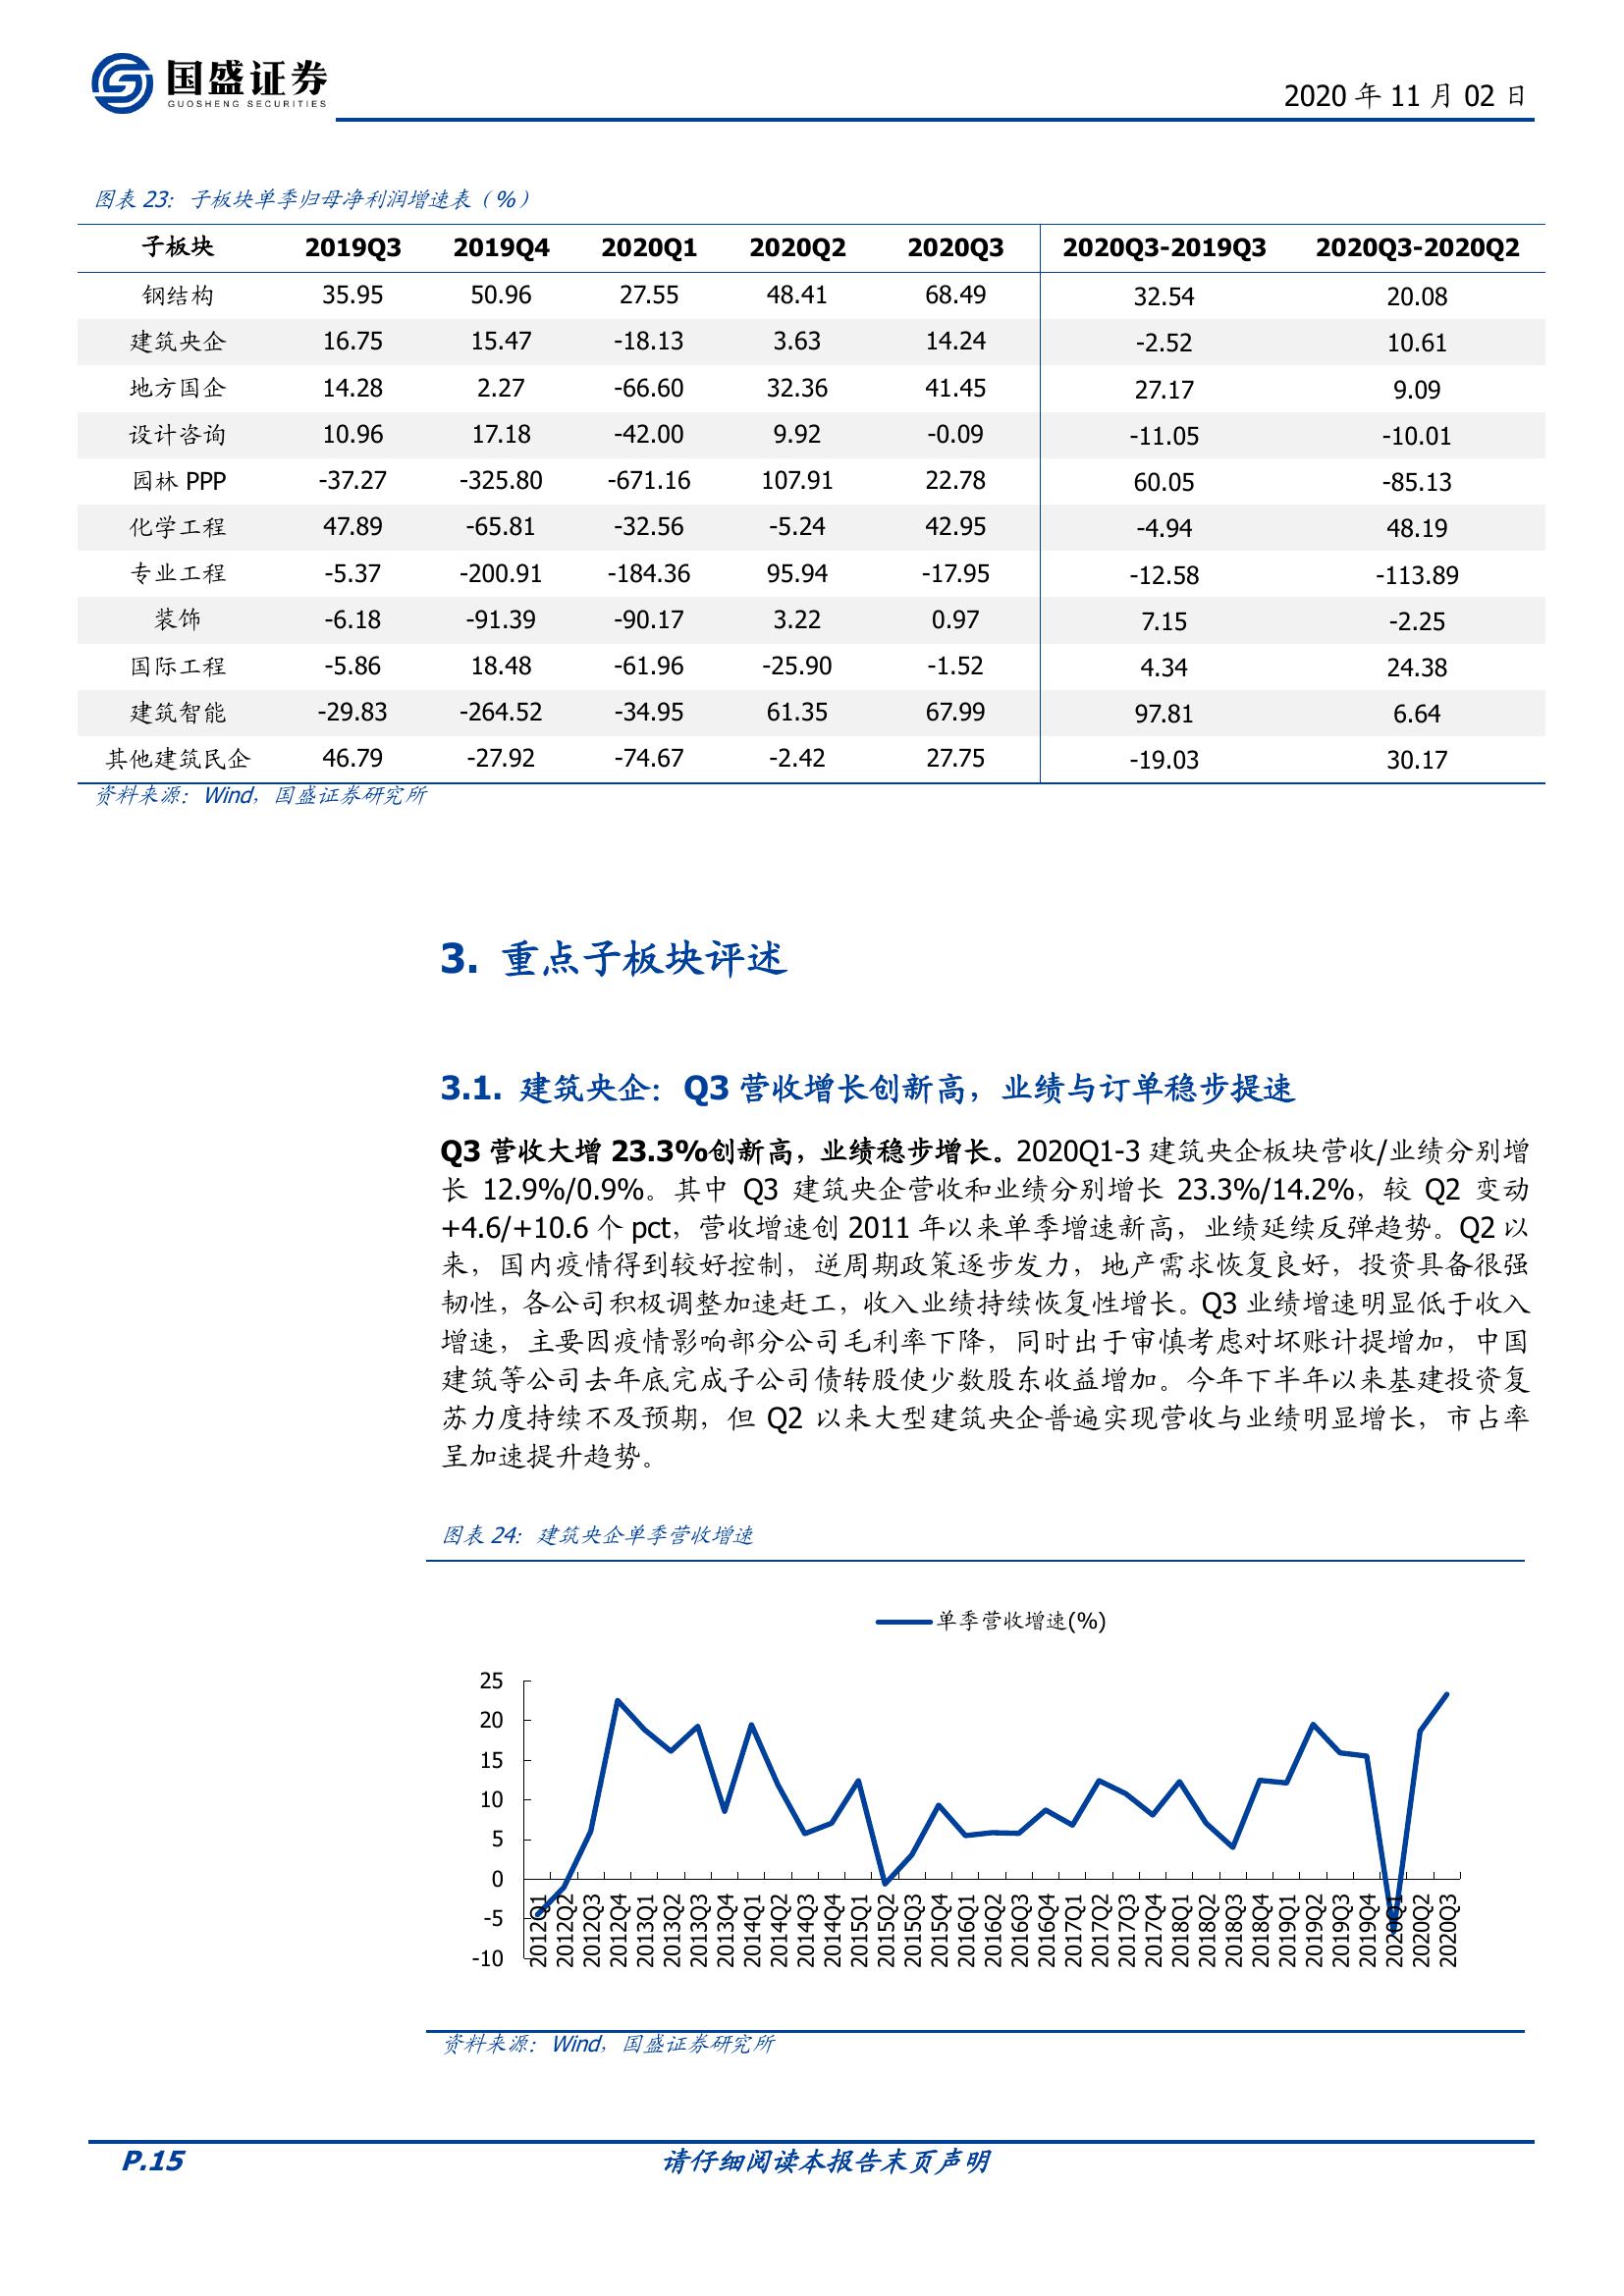 国盛证券
GUOSHENG SECURITIES
2020 年 11 月 02 日
图表 23：子板块单季归母净利润增速表（%）
子板块 2019Q3 2019Q4 2020Q1 2020Q2 2020Q3 2020Q3-2019Q3 2020Q3-2020Q2
钢结构 35.95 50.96 27.55 48.41 68.49 32.54 20.08
建筑央企 16.75 15.47 -18.13 3.63 14.24 -2.52 10.61
地方国企 14.28 2.27 -66.60 32.36 41.45 27.17 9.09
设计咨询 10.96 17.18 -42.00 9.92 -0.09 -11.05 -10.01
园林 PPP -37.27 -325.80 -671.16 107.91 22.78 60.05 -85.13
化学工程 47.89 -65.81 -32.56 -5.24 42.95 -4.94 48.19
专业工程 -5.37 -200.91 -184.36 95.94 -17.95 -12.58 -113.89
装饰 -6.18 -91.39 -90.17 3.22 0.97 7.15 -2.25
国际工程 -5.86 18.48 -61.96 -25.90 -1.52 4.34 24.38
建筑智能 -29.83 -264.52 -34.95 61.35 67.99 97.81 6.64
其他建筑民企 46.79 -27.92 -74.67 -2.42 27.75 -19.03 30.17
资料来源：Wind，国盛证券研究所
3. 重点子板块评述
3.1. 建筑央企：Q3 营收增长创新高，业绩与订单稳步提速
Q3 营收大增 23.3%创新高，业绩稳步增长。2020Q1-3 建筑央企板块营收/业绩分别增
长 12.9%/0.9%。其中 Q3 建筑央企营收和业绩分别增长 23.3%/14.2%，较 Q2 变动
+4.6/+10.6 个 pct，营收增速创 2011 年以来单季增速新高，业绩延续反弹趋势。Q2 以
来，国内疫情得到较好控制，逆周期政策逐步发力，地产需求恢复良好，投资具备很强
韧性，各公司积极调整加速赶工，收入业绩持续恢复性增长。Q3 业绩增速明显低于收入
增速，主要因疫情影响部分公司毛利率下降，同时出于审慎考虑对坏账计提增加，中国
建筑等公司去年底完成子公司债转股使少数股东收益增加。今年下半年以来基建投资复
苏力度持续不及预期，但 Q2 以来大型建筑央企普遍实现营收与业绩明显增长，市占率
呈加速提升趋势。
图表 24：建筑央企单季营收增速
单季营收增速(%)
25
20
15
10
5
0
-5
-10
2012Q1 2012Q2 2012Q3 2012Q4 2013Q1 2013Q2 2013Q3 2013Q4 2014Q1 2014Q2 2014Q3 2014Q4 2015Q1 2015Q2 2015Q3 2015Q4 2016Q1 2016Q2 2016Q3 2016Q4 2017Q1 2017Q2 2017Q3 2017Q4 2018Q1 2018Q2 2018Q3 2018Q4 2019Q1 2019Q2 2019Q3 2019Q4 2020Q1 2020Q2 2020Q3
资料来源：Wind，国盛证券研究所
P.15 请仔细阅读本报告末页声明